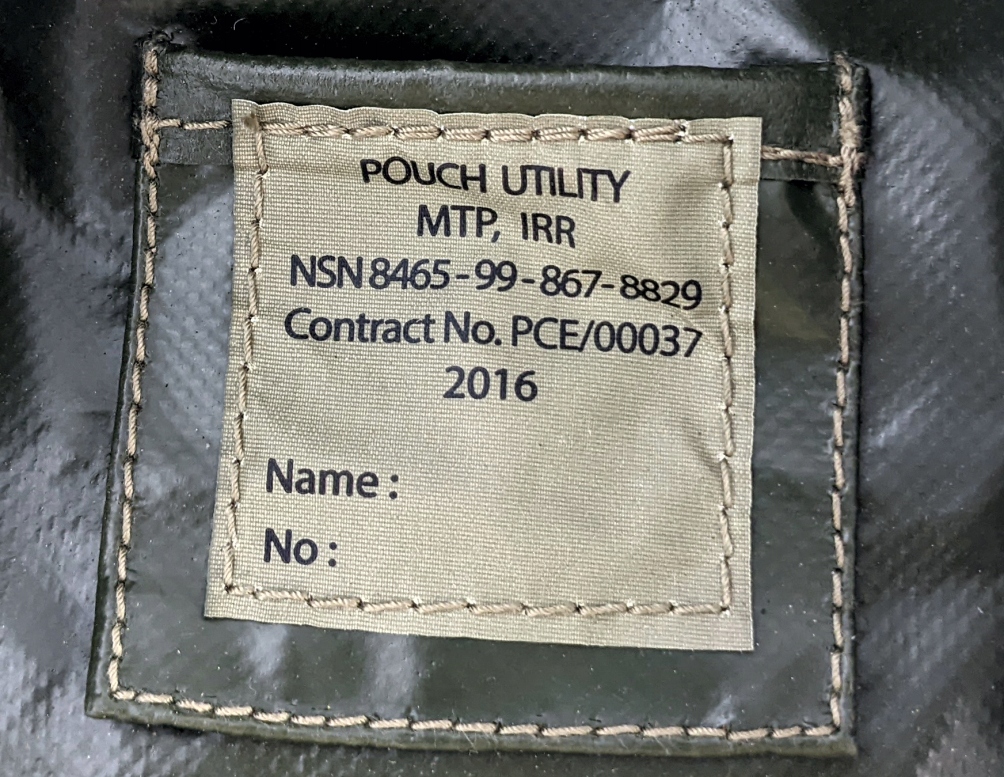 POUCH UTILITY
MTP, IRR
NSN 8465-99-867-8829
Contract No. PCE/00037
2016
Name :
No :